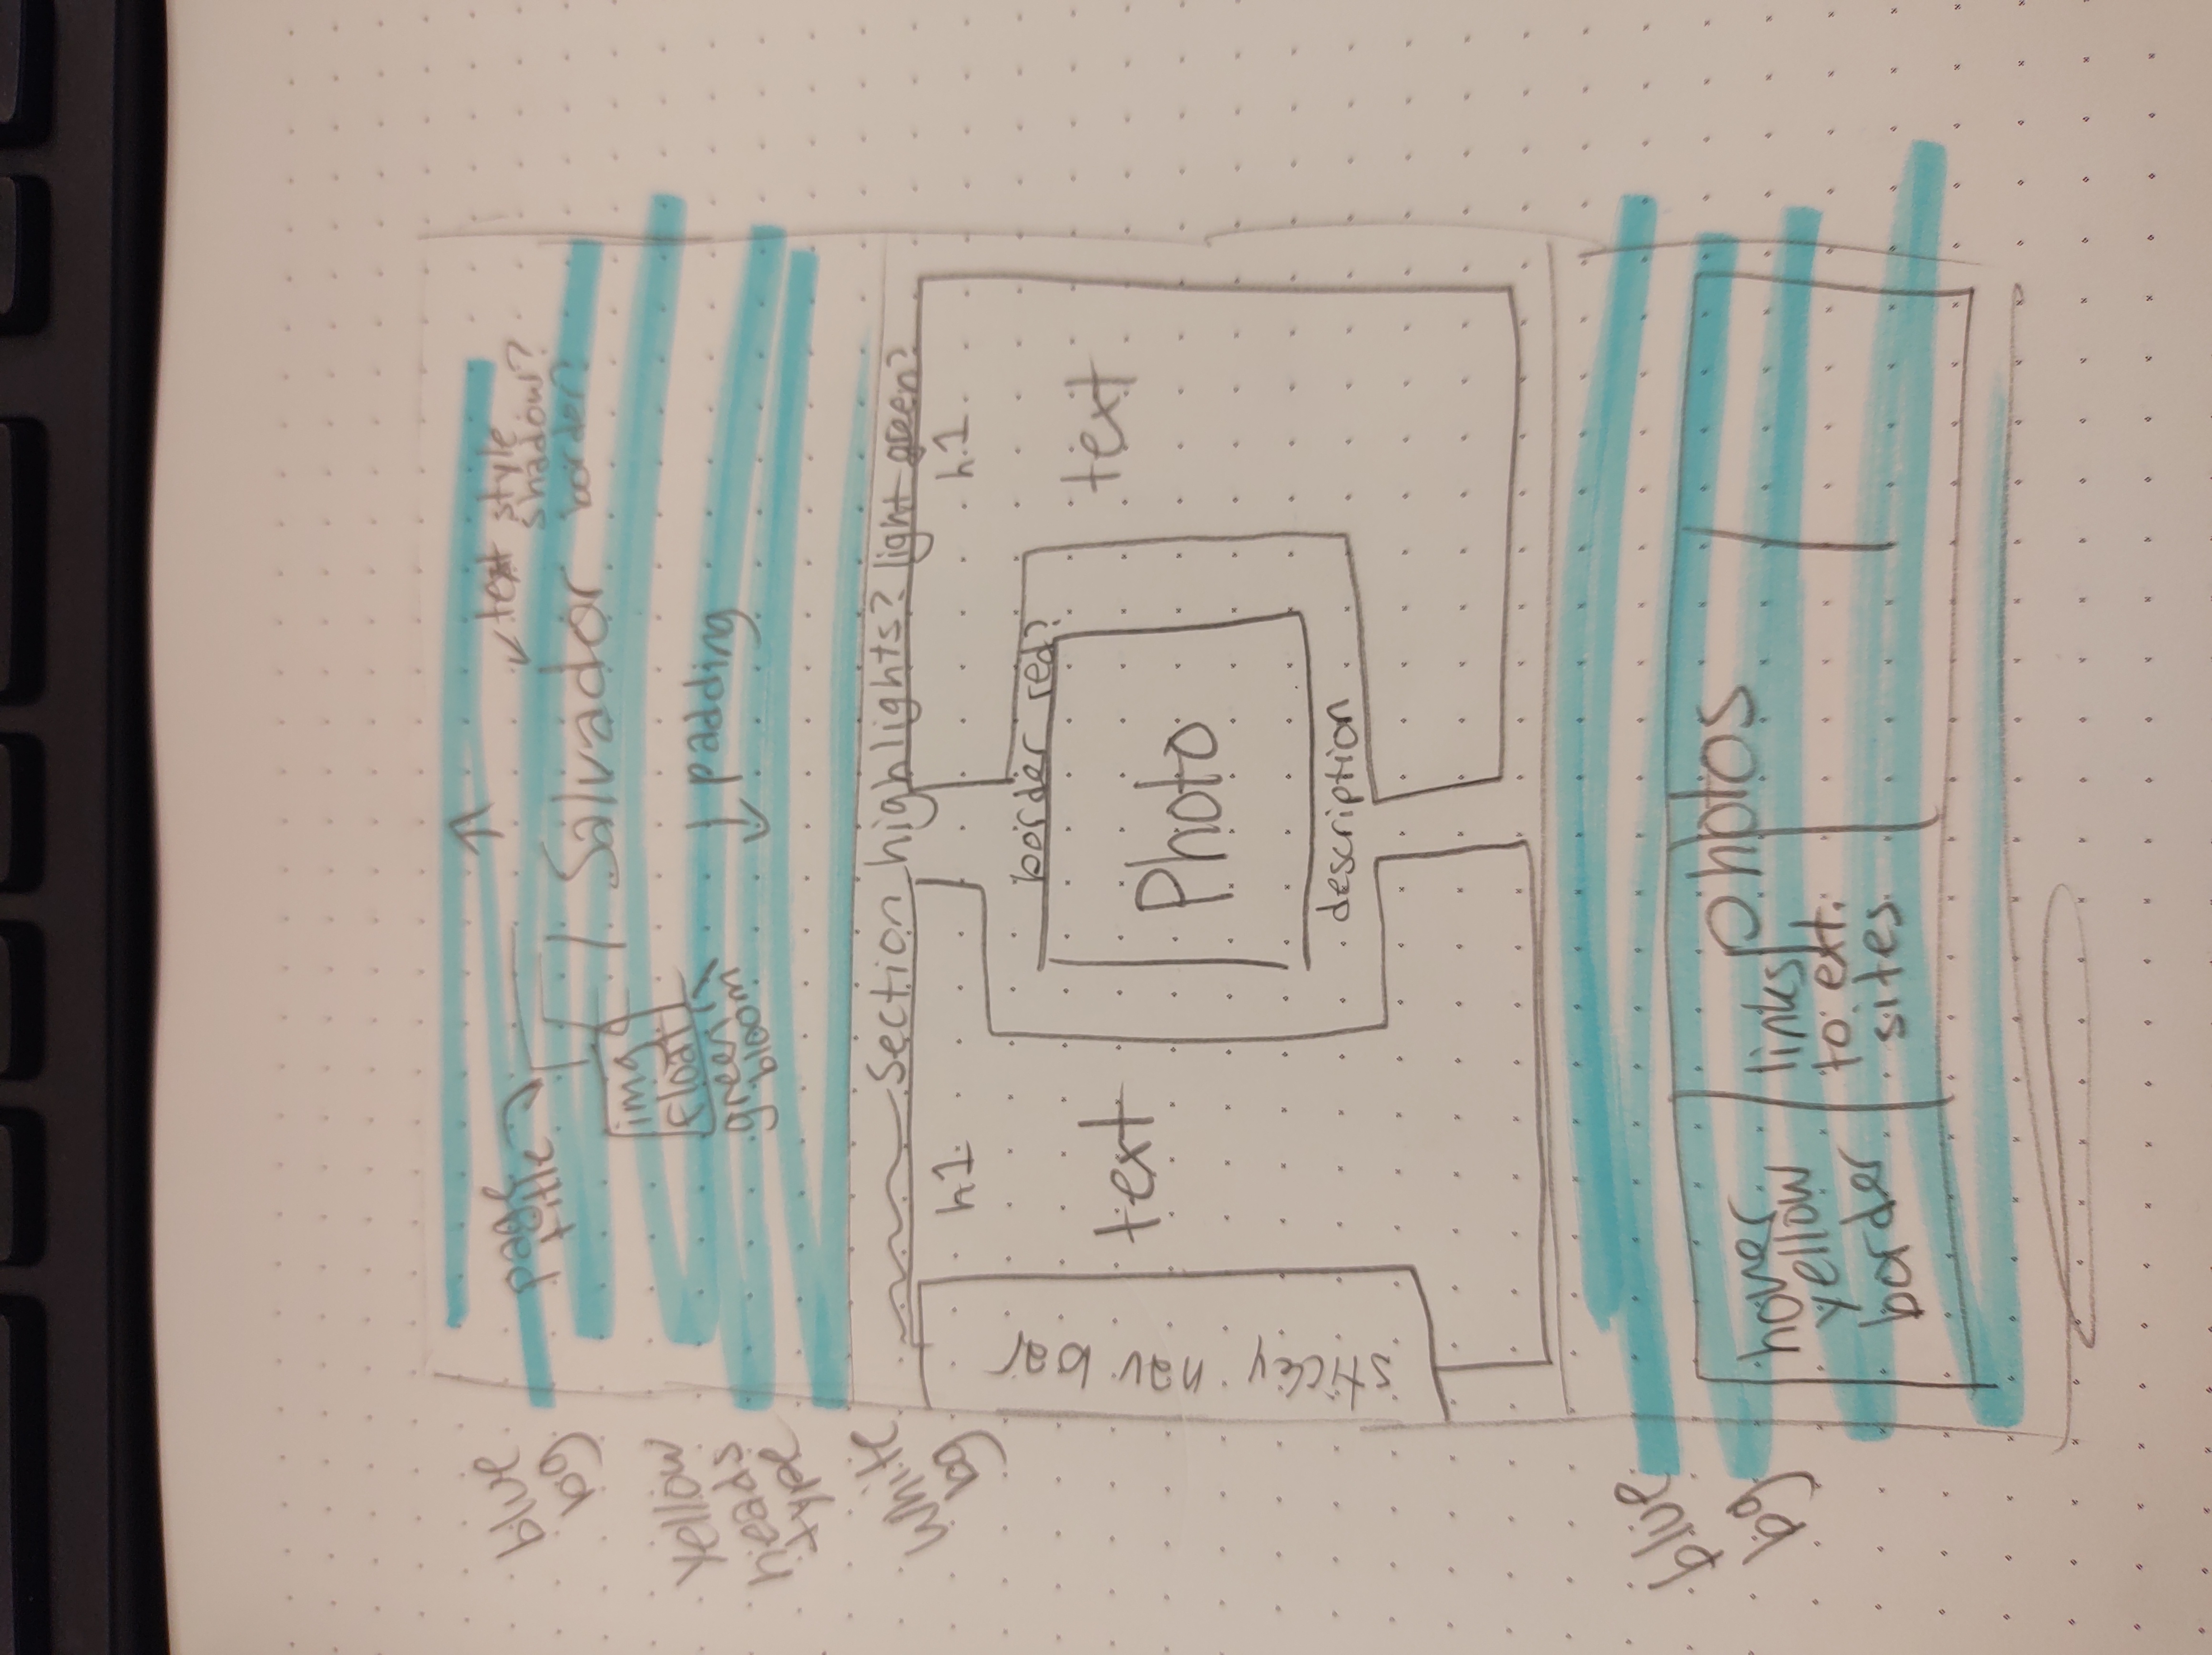 blue
bg
page
title
text style
shadow?
border?
Salvador
img
float
green
bloom
padding
yellow
heads
type
white
bg
section highlights? light green?
h1
h1
sticky nav bar
text
border red?
Photo
description
text
blue
bg
photos
hover
yellow
border
links
to ext.
sites